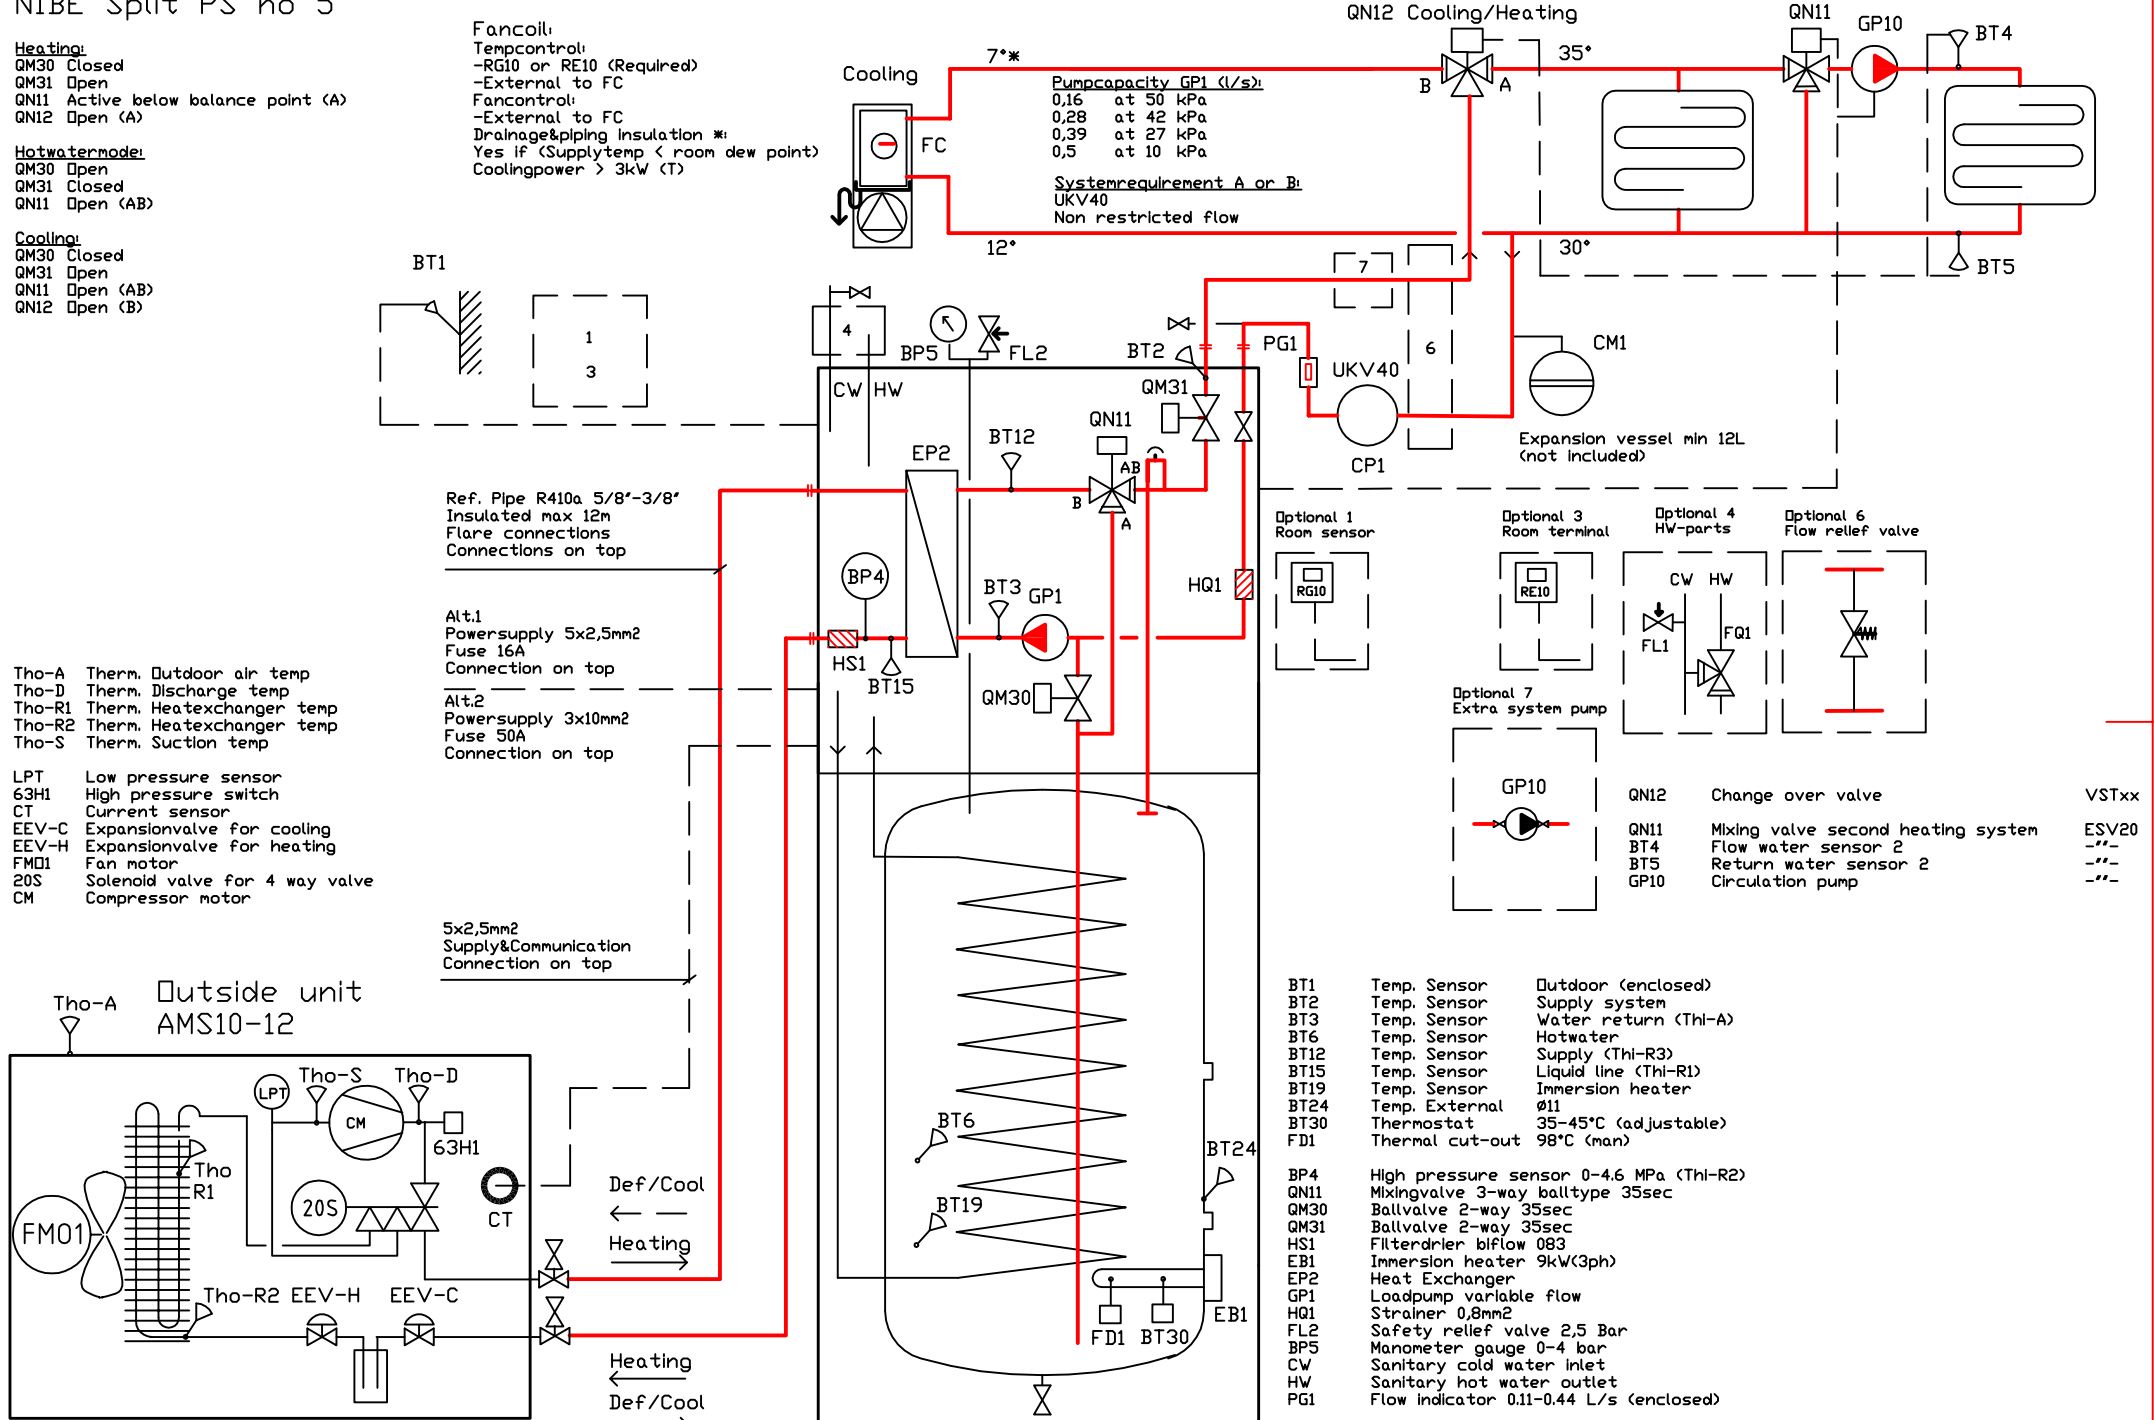 NIBE Split PS no 5
Heating:
QM30 Closed
QM31 Open
QN11 Active below balance point (A)
QN12 Open (A)
Hotwatermode:
QM30 Open
QM31 Closed
QN11 Open (AB)
Cooling:
QM30 Closed
QM31 Open
QN11 Open (AB)
QN12 Open (B)
Fancoil:
Tempcontrol:
-RG10 or RE10 (Required)
-External to FC
Fancontrol:
-External to FC
Drainage&piping insulation *:
Yes if (Supplytemp < room dew point)
Coolingpower > 3kW (T)
Cooling
FC
7°*
12°
Pumpcapacity GP1 (l/s):
0,16 at 50 kPa
0,28 at 42 kPa
0,39 at 27 kPa
0,5 at 10 kPa
Systemrequirement A or B:
UKV40
Non restricted flow
QN12 Cooling/Heating
B
A
35°
30°
QN11
GP10
BT4
BT5
BT1
1
3
4
CW
HW
BP5
FL2
BT2
QM31
PG1
7
6
UKV40
CP1
CM1
Expansion vessel min 12L
(not included)
EP2
BT12
QN11
AB
B
A
Ref. Pipe R410a 5/8"-3/8"
Insulated max 12m
Flare connections
Connections on top
BP4
BT3
GP1
HQ1
HS1
BT15
QM30
Alt.1
Powersupply 5x2,5mm2
Fuse 16A
Connection on top
Alt.2
Powersupply 3x10mm2
Fuse 50A
Connection on top
Optional 1
Room sensor
RG10
Optional 3
Room terminal
RE10
Optional 4
HW-parts
CW
HW
FL1
FQ1
Optional 6
Flow relief valve
Optional 7
Extra system pump
GP10
Tho-A Therm. Outdoor air temp
Tho-D Therm. Discharge temp
Tho-R1 Therm. Heatexchanger temp
Tho-R2 Therm. Heatexchanger temp
Tho-S Therm. Suction temp
LPT Low pressure sensor
63H1 High pressure switch
CT Current sensor
EEV-C Expansionvalve for cooling
EEV-H Expansionvalve for heating
FM01 Fan motor
20S Solenoid valve for 4 way valve
CM Compressor motor
QN12 Change over valve VSTxx
QN11 Mixing valve second heating system ESV20
BT4 Flow water sensor 2 -"-
BT5 Return water sensor 2 -"-
GP10 Circulation pump -"-
5x2,5mm2
Supply&Communication
Connection on top
Outside unit
AMS10-12
Tho-A
LPT
Tho-S
Tho-D
CM
63H1
Tho
R1
20S
CT
FM01
Tho-R2
EEV-H
EEV-C
Def/Cool
Heating
Heating
Def/Cool
BT6
BT19
BT24
FD1
BT30
EB1
BT1 Temp. Sensor Outdoor (enclosed)
BT2 Temp. Sensor Supply system
BT3 Temp. Sensor Water return (Thi-A)
BT6 Temp. Sensor Hotwater
BT12 Temp. Sensor Supply (Thi-R3)
BT15 Temp. Sensor Liquid line (Thi-R1)
BT19 Temp. Sensor Immersion heater
BT24 Temp. External Ø11
BT30 Thermostat 35-45°C (adjustable)
FD1 Thermal cut-out 98°C (man)
BP4 High pressure sensor 0-4.6 MPa (Thi-R2)
QN11 Mixingvalve 3-way balltype 35sec
QM30 Ballvalve 2-way 35sec
QM31 Ballvalve 2-way 35sec
HS1 Filterdrier biflow 083
EB1 Immersion heater 9kW(3ph)
EP2 Heat Exchanger
GP1 Loadpump variable flow
HQ1 Strainer 0,8mm2
FL2 Safety relief valve 2,5 Bar
BP5 Manometer gauge 0-4 bar
CW Sanitary cold water inlet
HW Sanitary hot water outlet
PG1 Flow indicator 0.11-0.44 L/s (enclosed)